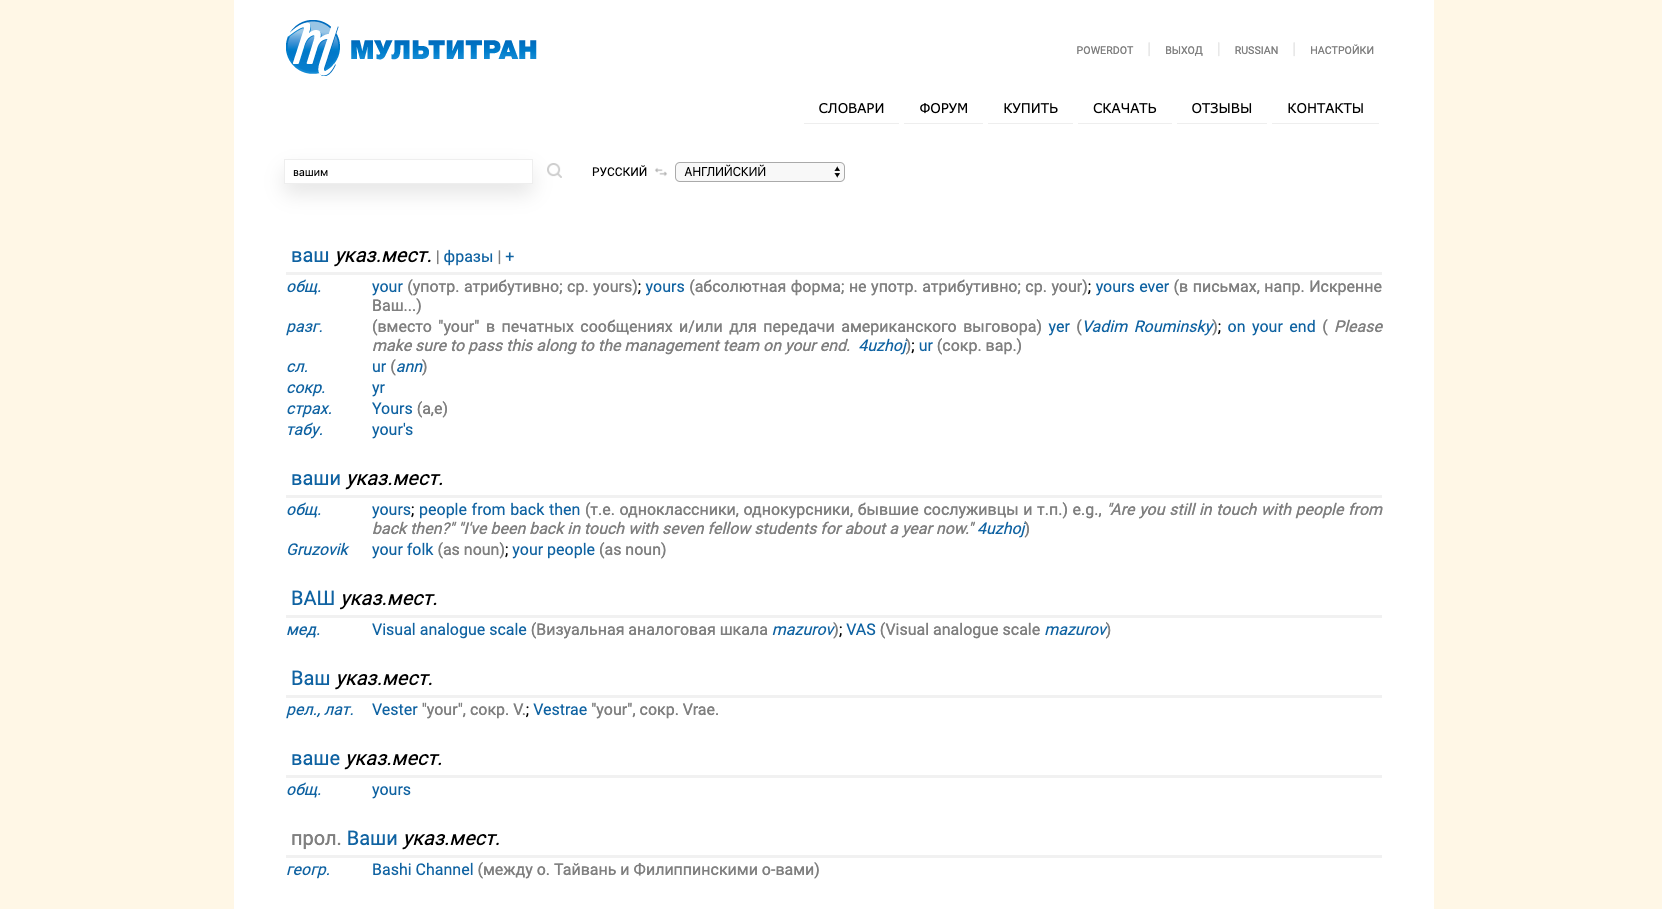 МУЛЬТИТРАН
POWERDOT
ВЫХОД
RUSSIAN
НАСТРОЙКИ
СЛОВАРИ
ФОРУМ
КУПИТЬ
СКАЧАТЬ
ОТЗЫВЫ
КОНТАКТЫ
вашим
РУССКИЙ
АНГЛИЙСКИЙ
ваш указ.мест. | фразы | +
общ. your (употр. атрибутивно; ср. yours); yours (абсолютная форма; не употр. атрибутивно; ср. your); yours ever (в письмах, напр. Искренне
Ваш...)
разг. (вместо "your" в печатных сообщениях и/или для передачи американского выговора) yer (Vadim Rouminsky); on your end ( Please
make sure to pass this along to the management team on your end. 4uzhoj); ur (сокр. вар.)
сл. ur (ann)
сокр. yr
страх. Yours (a,e)
табу. your's
ваши указ.мест.
общ. yours; people from back then (т.е. одноклассники, однокурсники, бывшие сослуживцы и т.п.) e.g., "Are you still in touch with people from
back then?" "I've been back in touch with seven fellow students for about a year now." 4uzhoj)
Gruzovik your folk (as noun); your people (as noun)
ВАШ указ.мест.
мед. Visual analogue scale (Визуальная аналоговая шкала mazurov); VAS (Visual analogue scale mazurov)
Ваш указ.мест.
рел., лат. Vester "your", сокр. V.; Vestrae "your", сокр. Vrae.
ваше указ.мест.
общ. yours
прол. Ваши указ.мест.
геогр. Bashi Channel (между о. Тайвань и Филиппинскими о-вами)